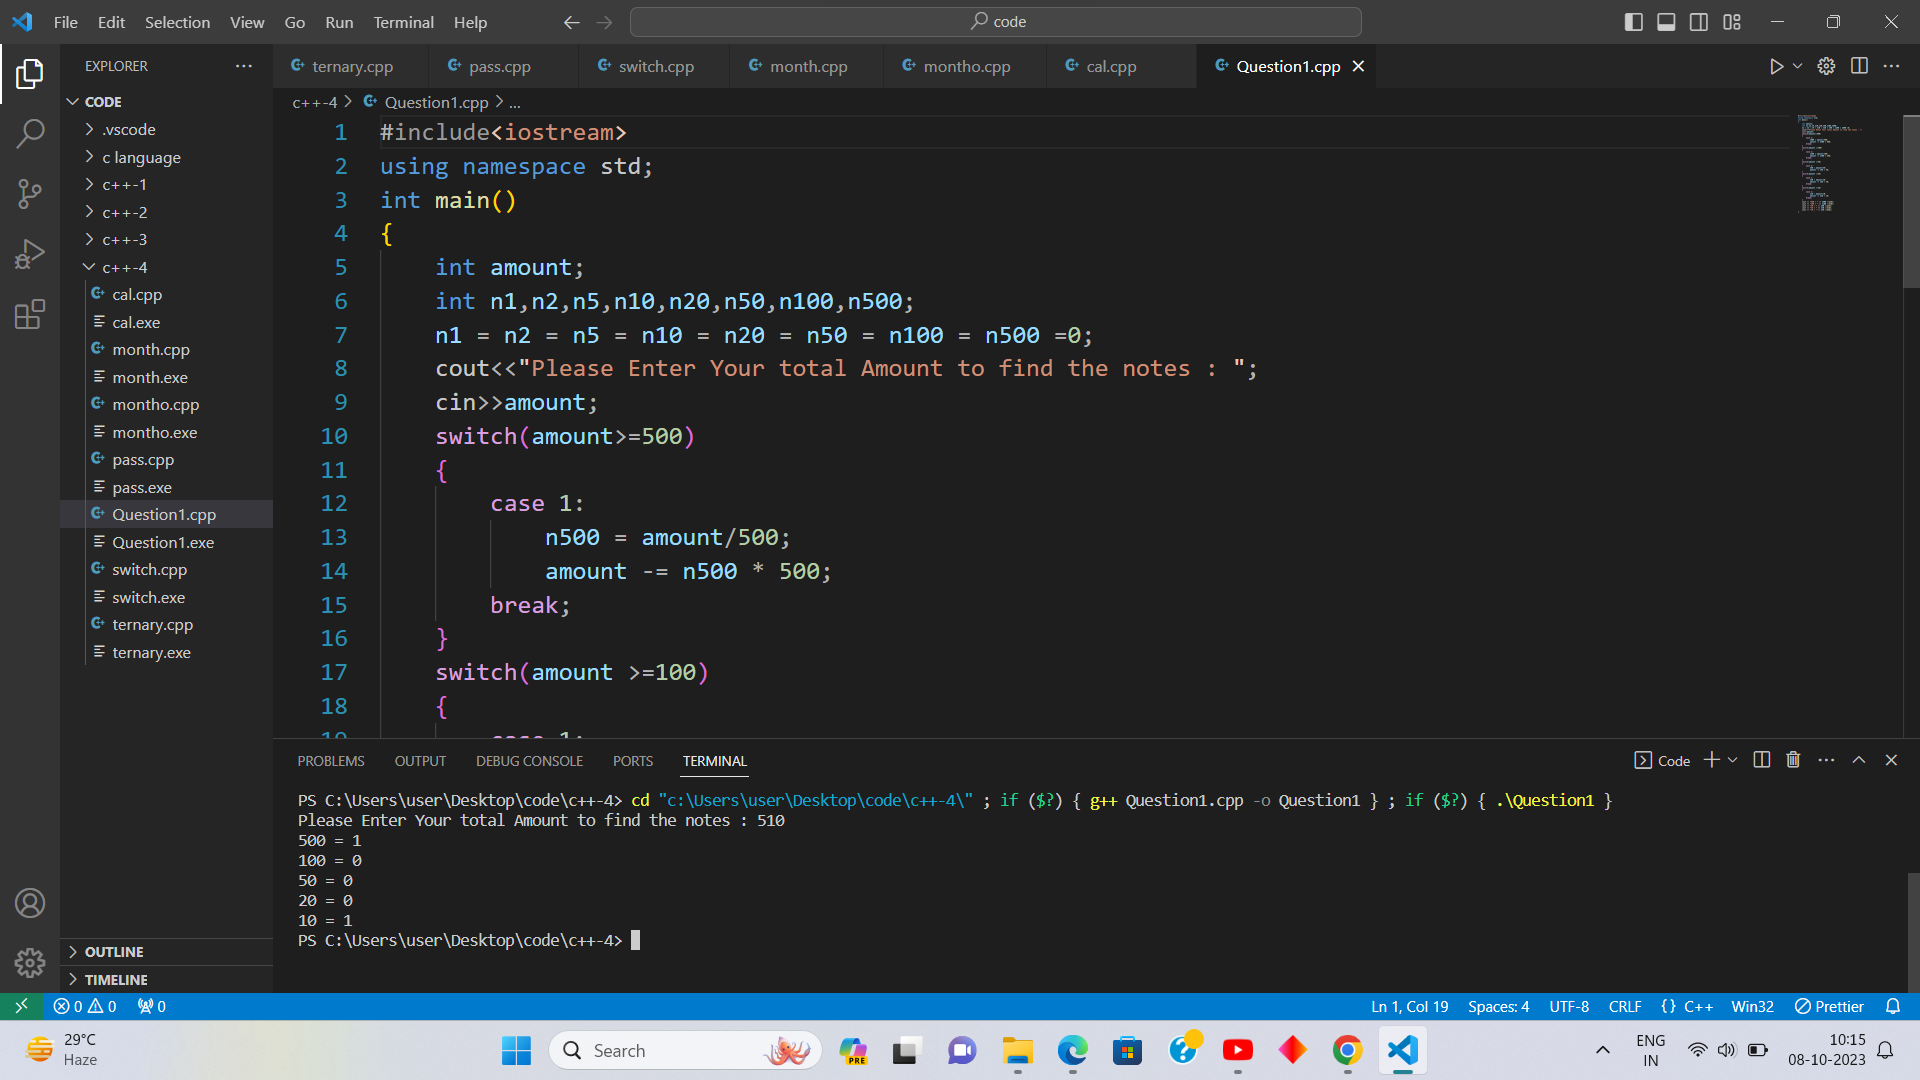 File Edit Selection View Go Run Terminal Help
code
EXPLORER
CODE
.vscode
c language
c++-1
c++-2
c++-3
c++-4
cal.cpp
cal.exe
month.cpp
month.exe
montho.cpp
montho.exe
pass.cpp
pass.exe
Question1.cpp
Question1.exe
switch.cpp
switch.exe
ternary.cpp
ternary.exe
OUTLINE
TIMELINE
ternary.cpp pass.cpp switch.cpp month.cpp montho.cpp cal.cpp Question1.cpp
c++-4 > Question1.cpp > ...
1 #include<iostream>
2 using namespace std;
3 int main()
4 {
5 int amount;
6 int n1,n2,n5,n10,n20,n50,n100,n500;
7 n1 = n2 = n5 = n10 = n20 = n50 = n100 = n500 =0;
8 cout<<"Please Enter Your total Amount to find the notes : ";
9 cin>>amount;
10 switch(amount>=500)
11 {
12 case 1:
13 n500 = amount/500;
14 amount -= n500 * 500;
15 break;
16 }
17 switch(amount >=100)
18 {
19 case 1:
PROBLEMS OUTPUT DEBUG CONSOLE PORTS TERMINAL
Code
PS C:\Users\user\Desktop\code\c++-4> cd "c:\Users\user\Desktop\code\c++-4\" ; if ($?) { g++ Question1.cpp -o Question1 } ; if ($?) { .\Question1 }
Please Enter Your total Amount to find the notes : 510
500 = 1
100 = 0
50 = 0
20 = 0
10 = 1
PS C:\Users\user\Desktop\code\c++-4>
0 0 0
Ln 1, Col 19 Spaces: 4 UTF-8 CRLF {} C++ Win32 Prettier
29°C
Haze
Search
PRE
ENG
IN
10:15
08-10-2023